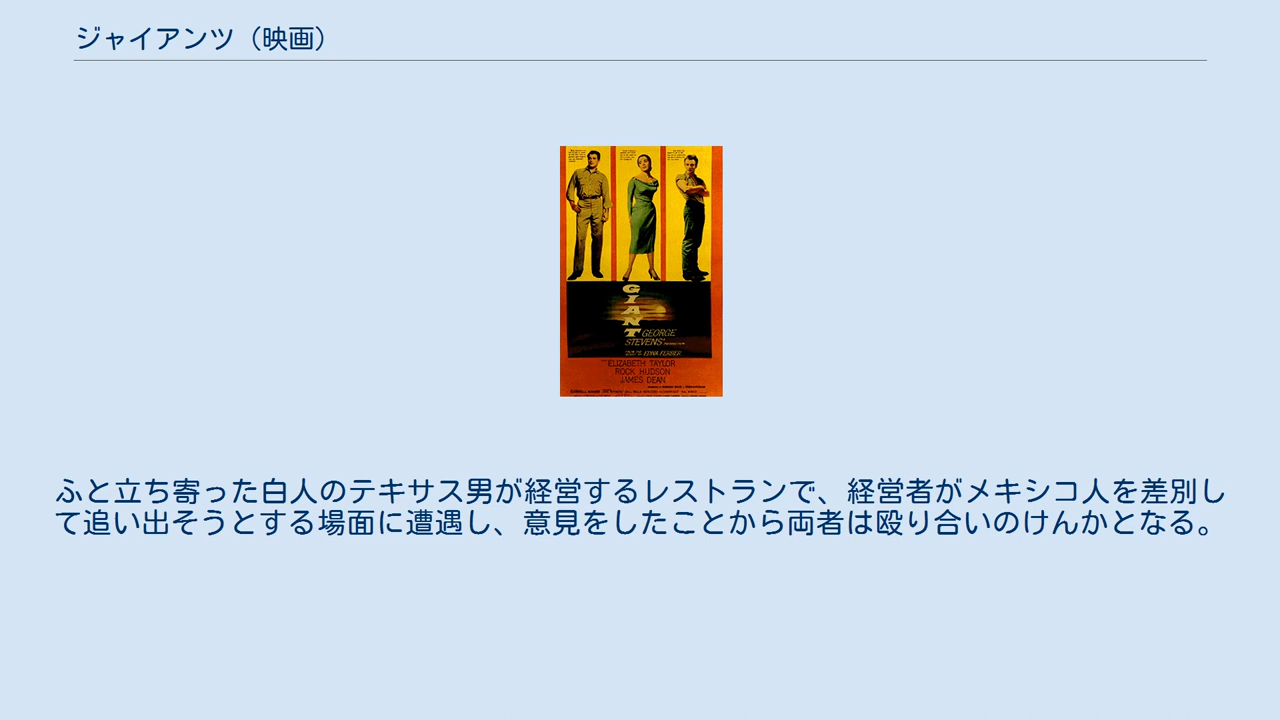 ジャイアンツ（映画）
GIANT
GEORGE
STEVENS'
ELIZABETH TAYLOR
ROCK HUDSON
JAMES DEAN
ふと立ち寄った白人のテキサス男が経営するレストランで、経営者がメキシコ人を差別し
て追い出そうとする場面に遭遇し、意見をしたことから両者は殴り合いのけんかとなる。